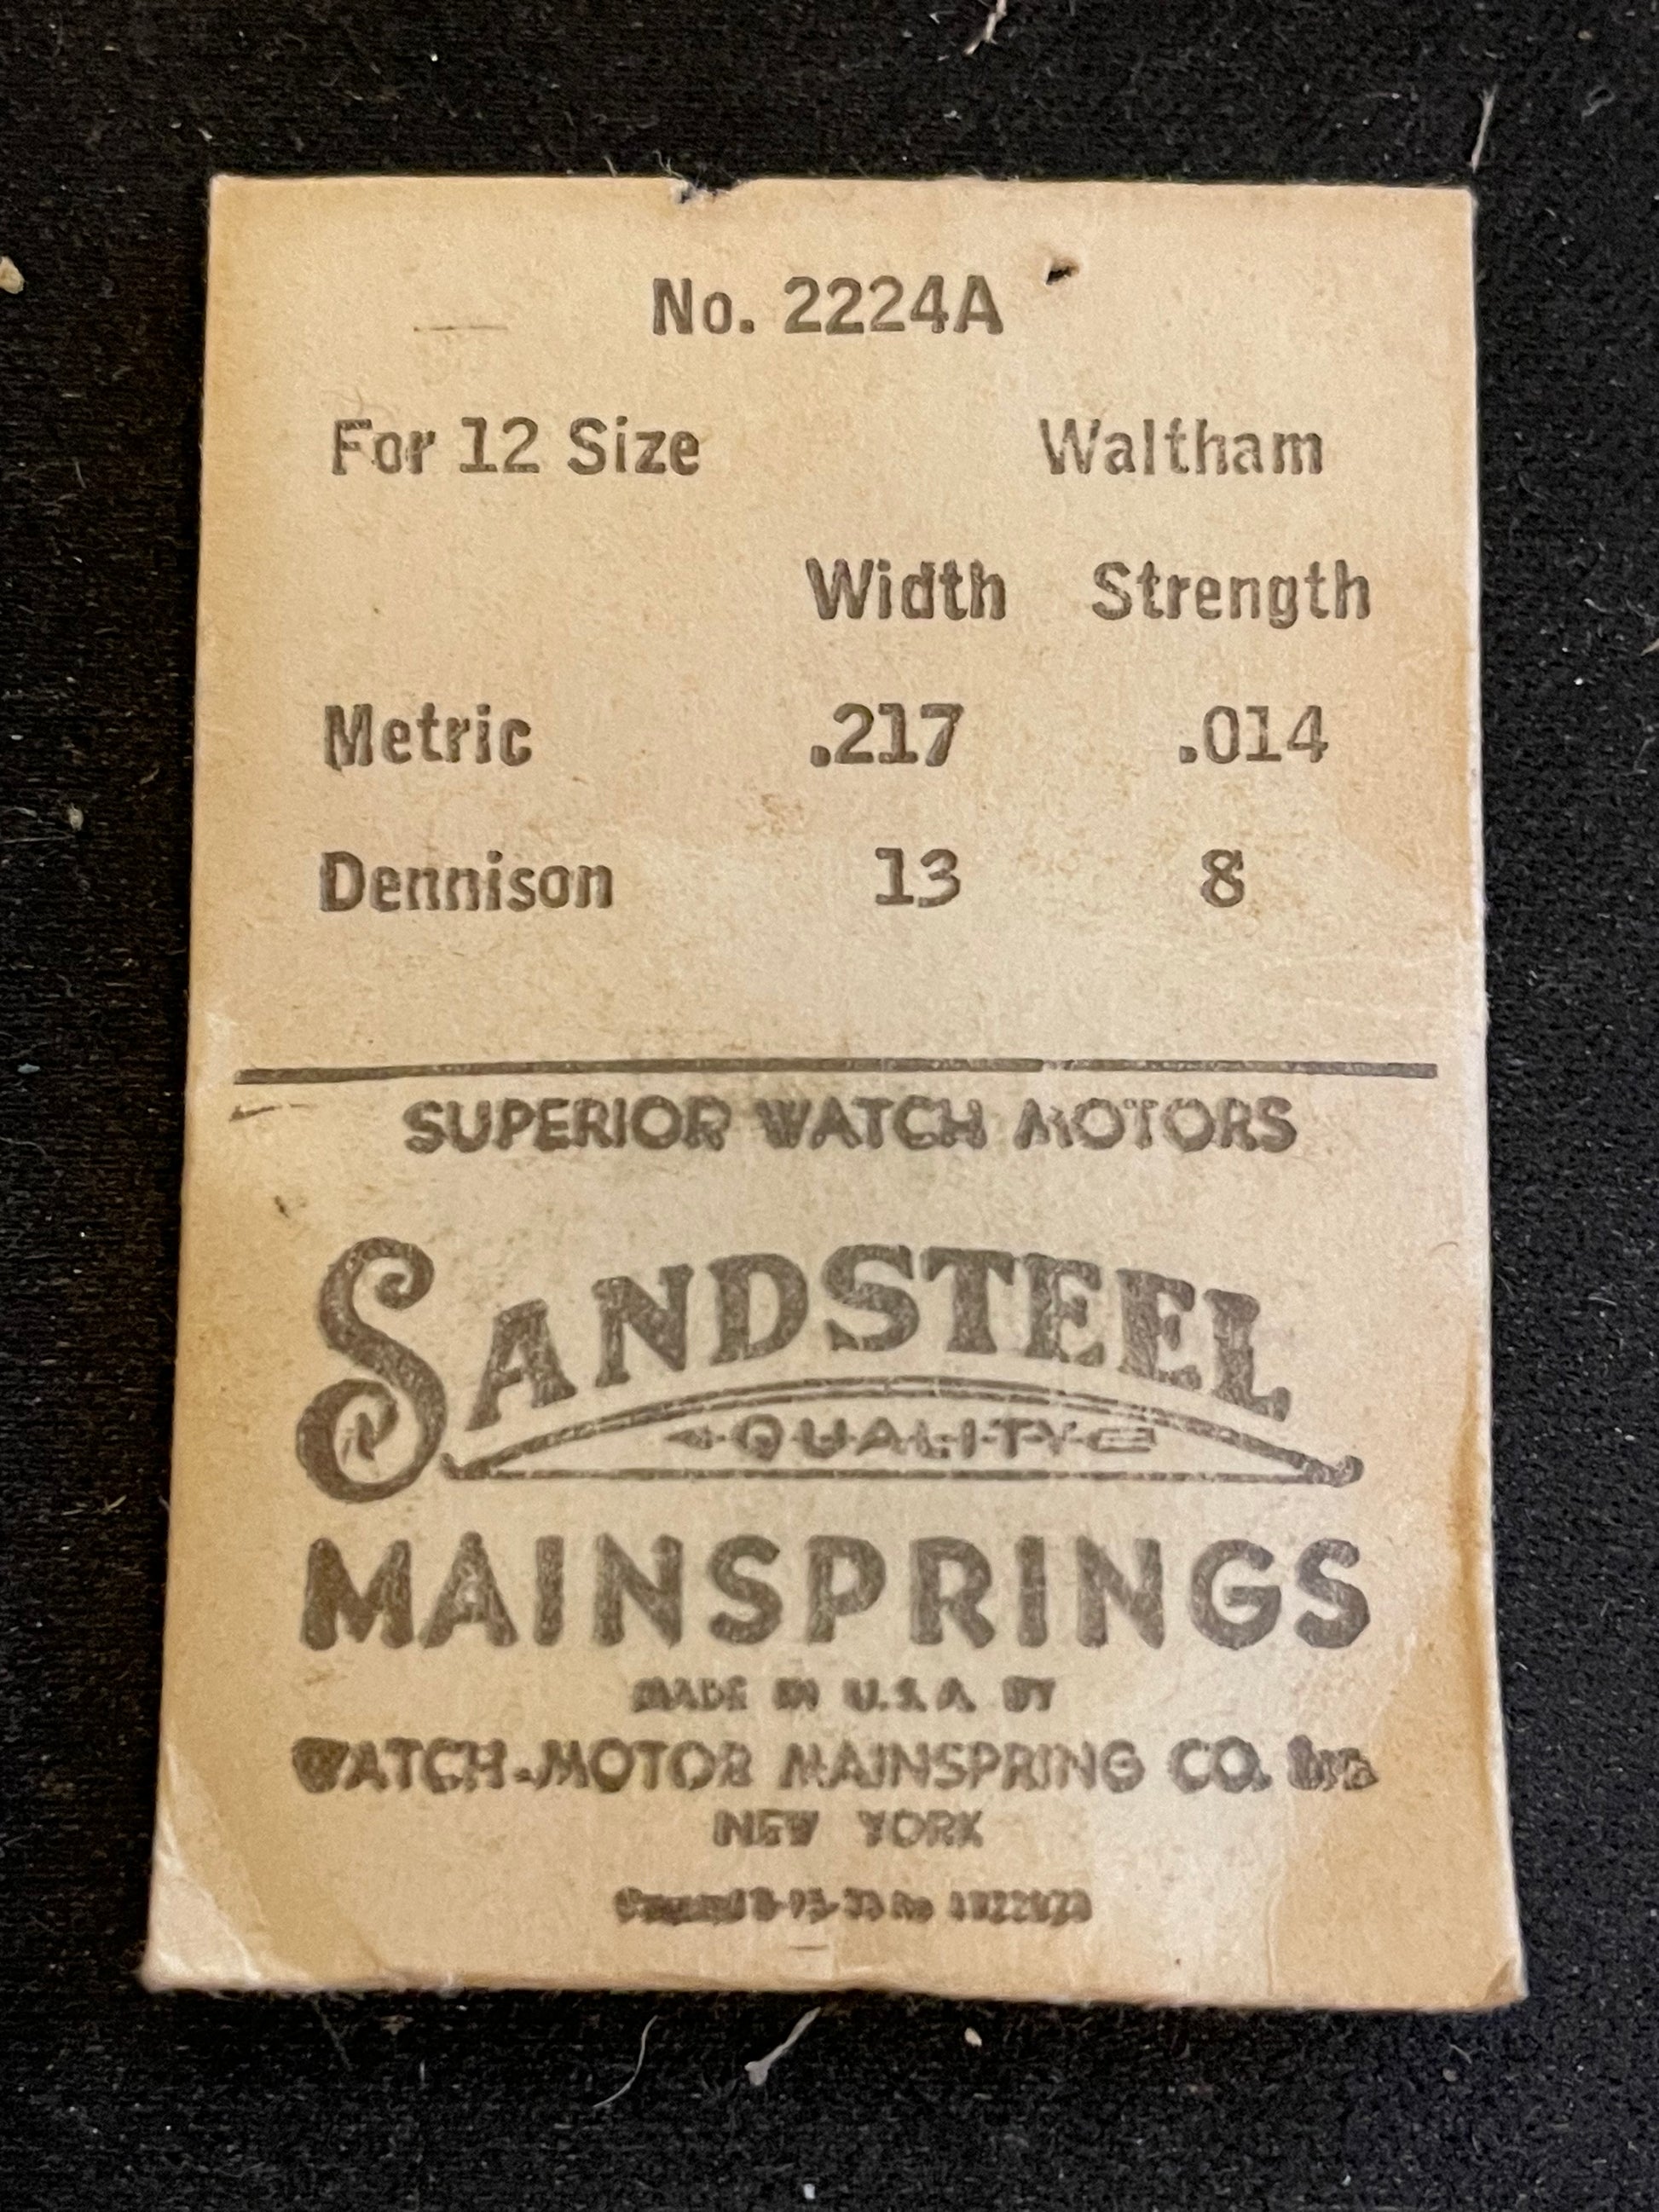 No. 2224A
For 12 Size Waltham
Width Strength
Metric .217 .014
Dennison 13 8
SUPERIOR WATCH MOTORS
SANDSTEEL
QUALITY
MAINSPRINGS
MADE IN U.S.A. BY
WATCH-MOTOR MAINSPRING CO. Inc.
NEW YORK